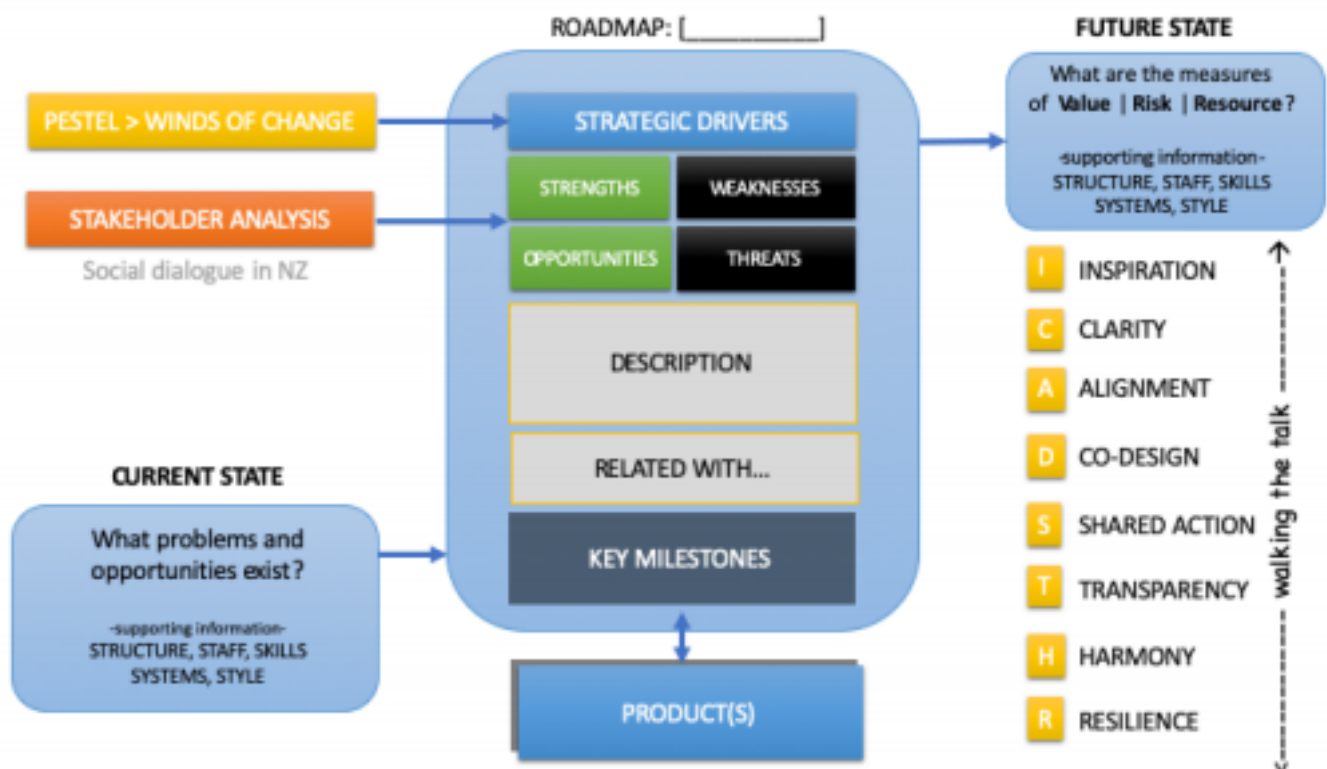 ROADMAP: [__________]
FUTURE STATE
PESTEL > WINDS OF CHANGE
STAKEHOLDER ANALYSIS
Social dialogue in NZ
CURRENT STATE
What problems and
opportunities exist?
-supporting information-
STRUCTURE, STAFF, SKILLS
SYSTEMS, STYLE
STRATEGIC DRIVERS
STRENGTHS
WEAKNESSES
OPPORTUNITIES
THREATS
DESCRIPTION
RELATED WITH...
KEY MILESTONES
PRODUCT(S)
What are the measures
of Value | Risk | Resource?
-supporting information-
STRUCTURE, STAFF, SKILLS
SYSTEMS, STYLE
I INSPIRATION
C CLARITY
A ALIGNMENT
D CO-DESIGN
S SHARED ACTION
T TRANSPARENCY
H HARMONY
R RESILIENCE
walking the talk